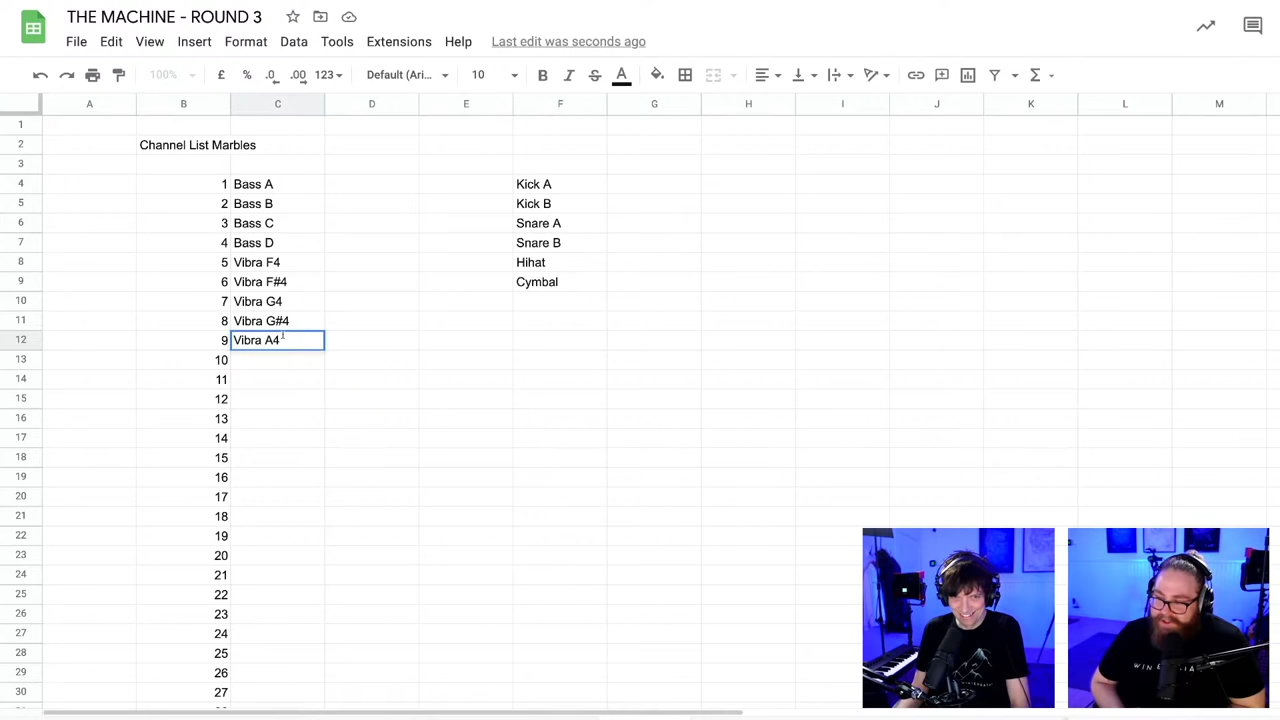 THE MACHINE - ROUND 3
File Edit View Insert Format Data Tools Extensions Help Last edit was seconds ago
100% £ % .0 .00 123 Default (Ari... 10 B I S A
A B C D E F G H I J K L M
1
2 Channel List Marbles
3
4 1 Bass A Kick A
5 2 Bass B Kick B
6 3 Bass C Snare A
7 4 Bass D Snare B
8 5 Vibra F4 Hihat
9 6 Vibra F#4 Cymbal
10 7 Vibra G4
11 8 Vibra G#4
12 9 Vibra A4
13 10
14 11
15 12
16 13
17 14
18 15
19 16
20 17
21 18
22 19
23 20
24 21
25 22
26 23
27 24
28 25
29 26
30 27